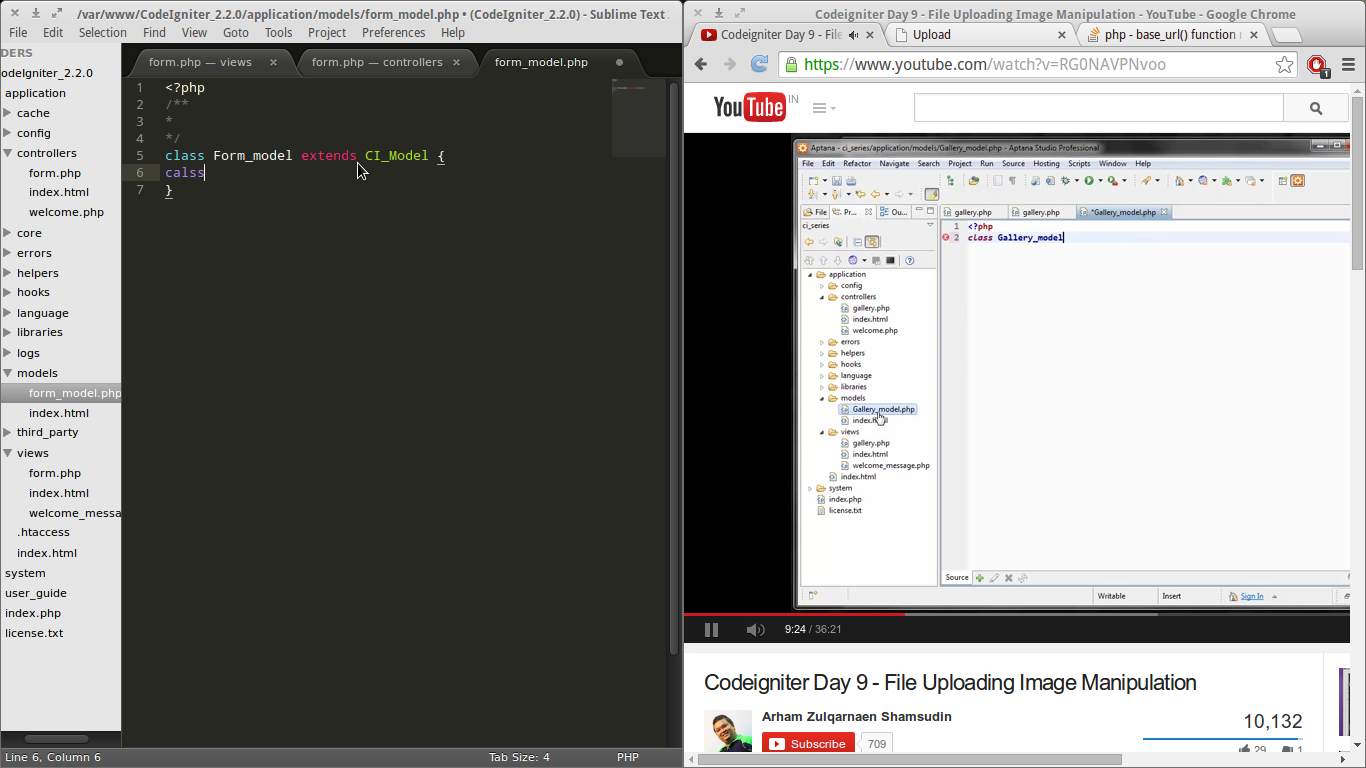 /var/www/CodeIgniter_2.2.0/application/models/form_model.php • (CodeIgniter_2.2.0) - Sublime Text
File Edit Selection Find View Goto Tools Project Preferences Help
DERS
odeIgniter_2.2.0
application
cache
config
controllers
form.php
index.html
welcome.php
core
errors
helpers
hooks
language
libraries
logs
models
form_model.php
index.html
third_party
views
form.php
index.html
welcome_messa
.htaccess
index.html
system
user_guide
index.php
license.txt
form.php — views
form.php — controllers
form_model.php
1 <?php
2 /**
3 *
4 */
5 class Form_model extends CI_Model {
6 calss
7 }
Line 6, Column 6
Tab Size: 4
PHP
Codeigniter Day 9 - File Uploading Image Manipulation - YouTube - Google Chrome
Codeigniter Day 9 - File
Upload
php - base_url() function
https://www.youtube.com/watch?v=RG0NAVPNvoo
1
YouTube IN
Aptana - ci_series/application/models/Gallery_model.php - Aptana Studio Professional
File Edit Refactor Navigate Search Project Run Source Hosting Scripts Window Help
File Pr... Ou...
ci_series
application
config
controllers
gallery.php
index.html
welcome.php
errors
helpers
hooks
language
libraries
models
Gallery_model.php
views
gallery.php
index.html
welcome_message.php
index.html
system
index.php
license.txt
gallery.php
gallery.php
*Gallery_model.php
1 <?php
2 class Gallery_model
Source
Writable
Insert
Sign In
9:24 / 36:21
Codeigniter Day 9 - File Uploading Image Manipulation
Arham Zulqarnaen Shamsudin
Subscribe 709
10,132
29 1